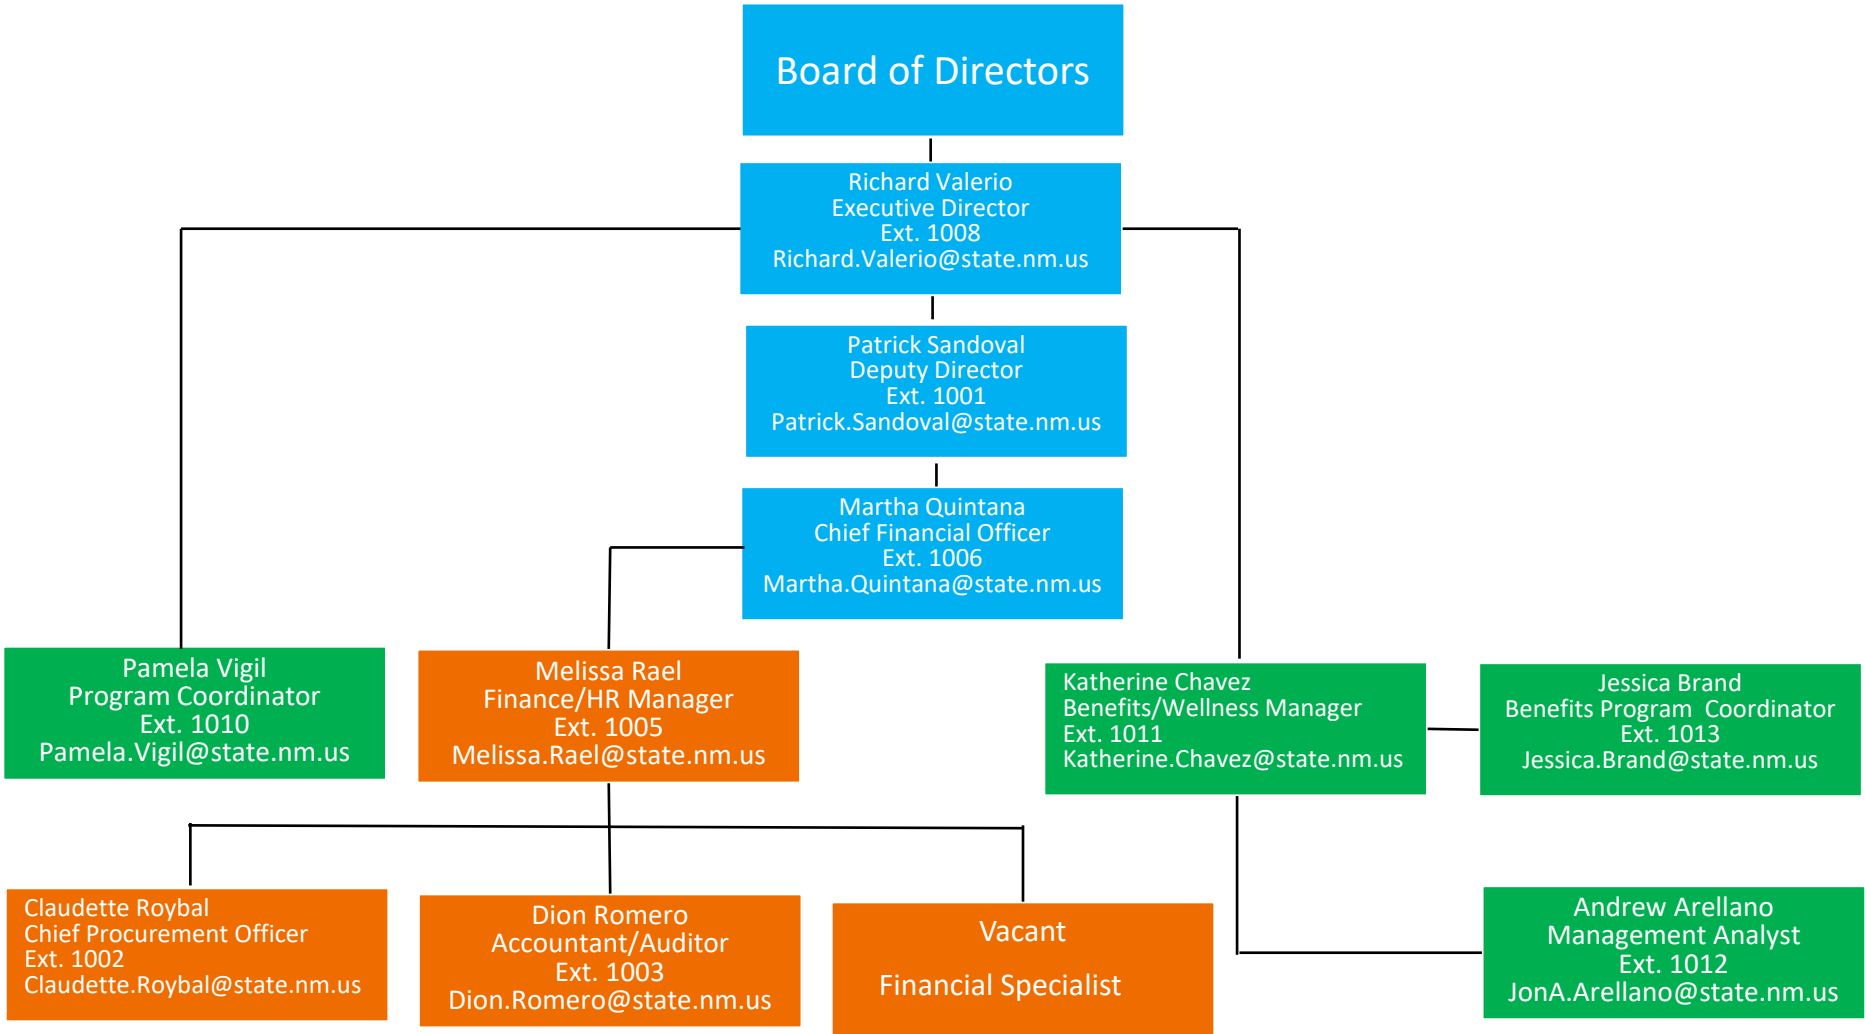 Board of Directors
Richard Valerio
Executive Director
Ext. 1008
Richard.Valerio@state.nm.us
Patrick Sandoval
Deputy Director
Ext. 1001
Patrick.Sandoval@state.nm.us
Martha Quintana
Chief Financial Officer
Ext. 1006
Martha.Quintana@state.nm.us
Pamela Vigil
Program Coordinator
Ext. 1010
Pamela.Vigil@state.nm.us
Melissa Rael
Finance/HR Manager
Ext. 1005
Melissa.Rael@state.nm.us
Katherine Chavez
Benefits/Wellness Manager
Ext. 1011
Katherine.Chavez@state.nm.us
Jessica Brand
Benefits Program  Coordinator
Ext. 1013
Jessica.Brand@state.nm.us
Claudette Roybal
Chief Procurement Officer
Ext. 1002
Claudette.Roybal@state.nm.us
Dion Romero
Accountant/Auditor
Ext. 1003
Dion.Romero@state.nm.us
Vacant
Financial Specialist
Andrew Arellano
Management Analyst
Ext. 1012
JonA.Arellano@state.nm.us